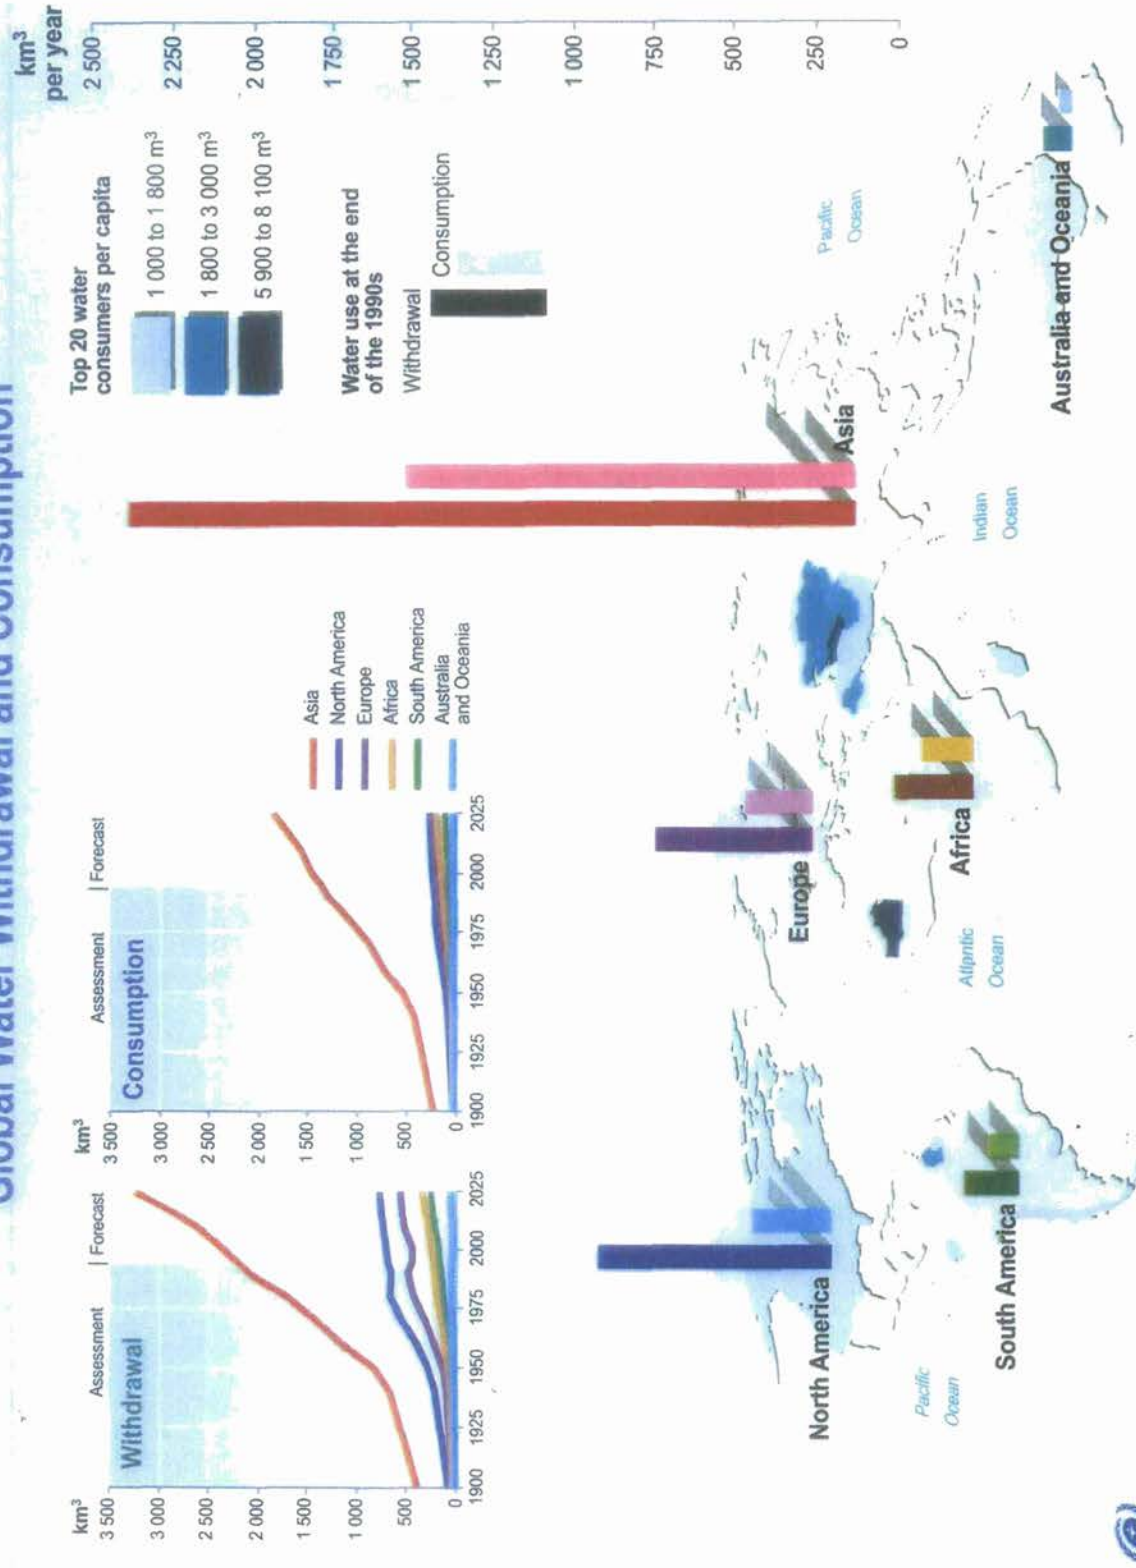 Global Water Withdrawal and Consumption
km³
3 500
3 000
2 500
2 000
1 500
1 000
500
0
Assessment
Forecast
Withdrawal
1900
1925
1950
1975
2000
2025
km³
3 500
3 000
2 500
2 000
1 500
1 000
500
0
Assessment
Forecast
Consumption
1900
1925
1950
1975
2000
2025
Asia
North America
Europe
Africa
South America
Australia
and Oceania
Top 20 water
consumers per capita
1 000 to 1 800 m³
1 800 to 3 000 m³
5 900 to 8 100 m³
Water use at the end
of the 1990s
Withdrawal
Consumption
km³
per year
2 500
2 250
2 000
1 750
1 500
1 250
1 000
750
500
250
0
North America
Europe
Asia
Africa
South America
Australia and Oceania
Pacific
Ocean
Atlantic
Ocean
Indian
Ocean
Pacific
Ocean